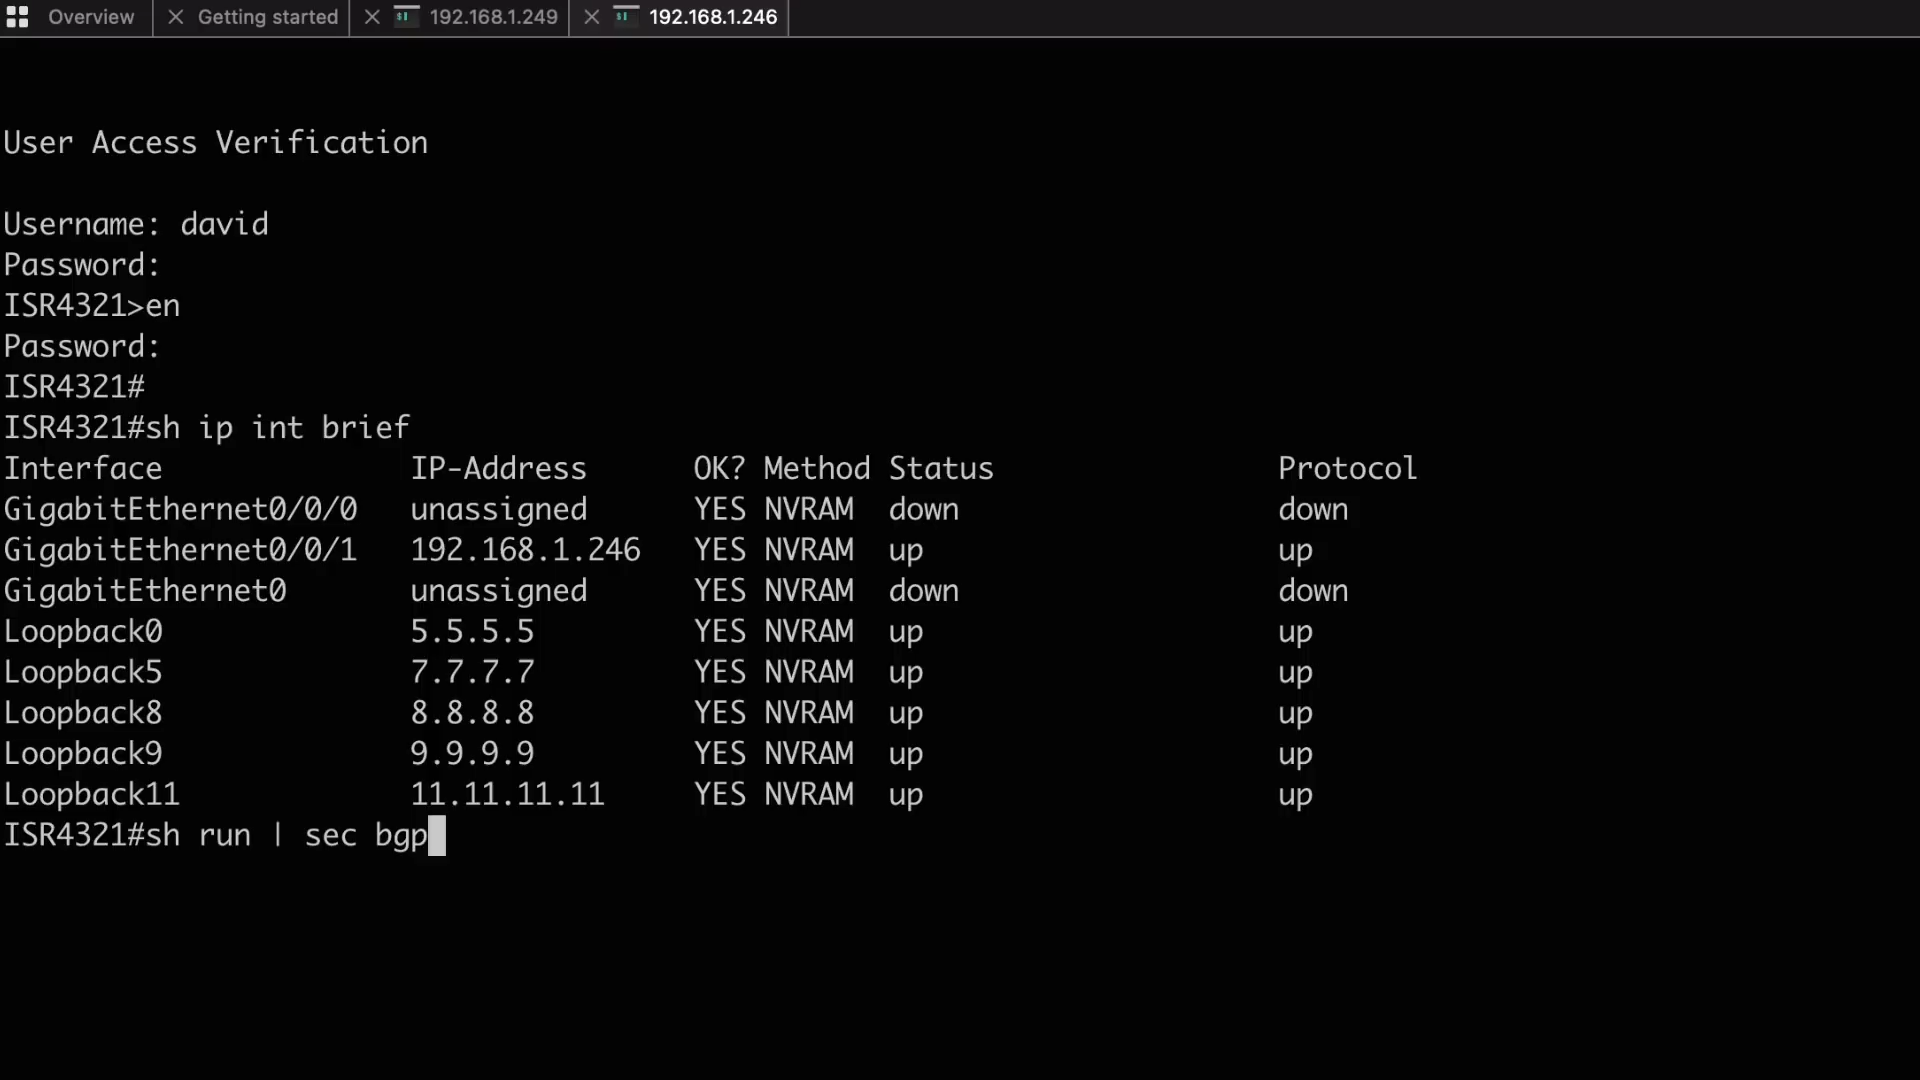 Overview Getting started 192.168.1.249 192.168.1.246
User Access Verification
Username: david
Password:
ISR4321>en
Password:
ISR4321#
ISR4321#sh ip int brief
Interface IP-Address OK? Method Status Protocol
GigabitEthernet0/0/0 unassigned YES NVRAM down down
GigabitEthernet0/0/1 192.168.1.246 YES NVRAM up up
GigabitEthernet0 unassigned YES NVRAM down down
Loopback0 5.5.5.5 YES NVRAM up up
Loopback5 7.7.7.7 YES NVRAM up up
Loopback8 8.8.8.8 YES NVRAM up up
Loopback9 9.9.9.9 YES NVRAM up up
Loopback11 11.11.11.11 YES NVRAM up up
ISR4321#sh run | sec bgp